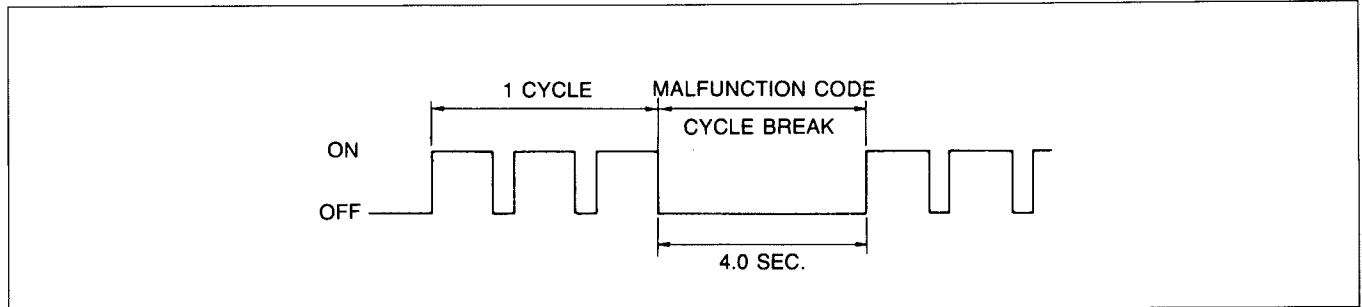 1 CYCLE
MALFUNCTION CODE
CYCLE BREAK
ON
OFF
4.0 SEC.